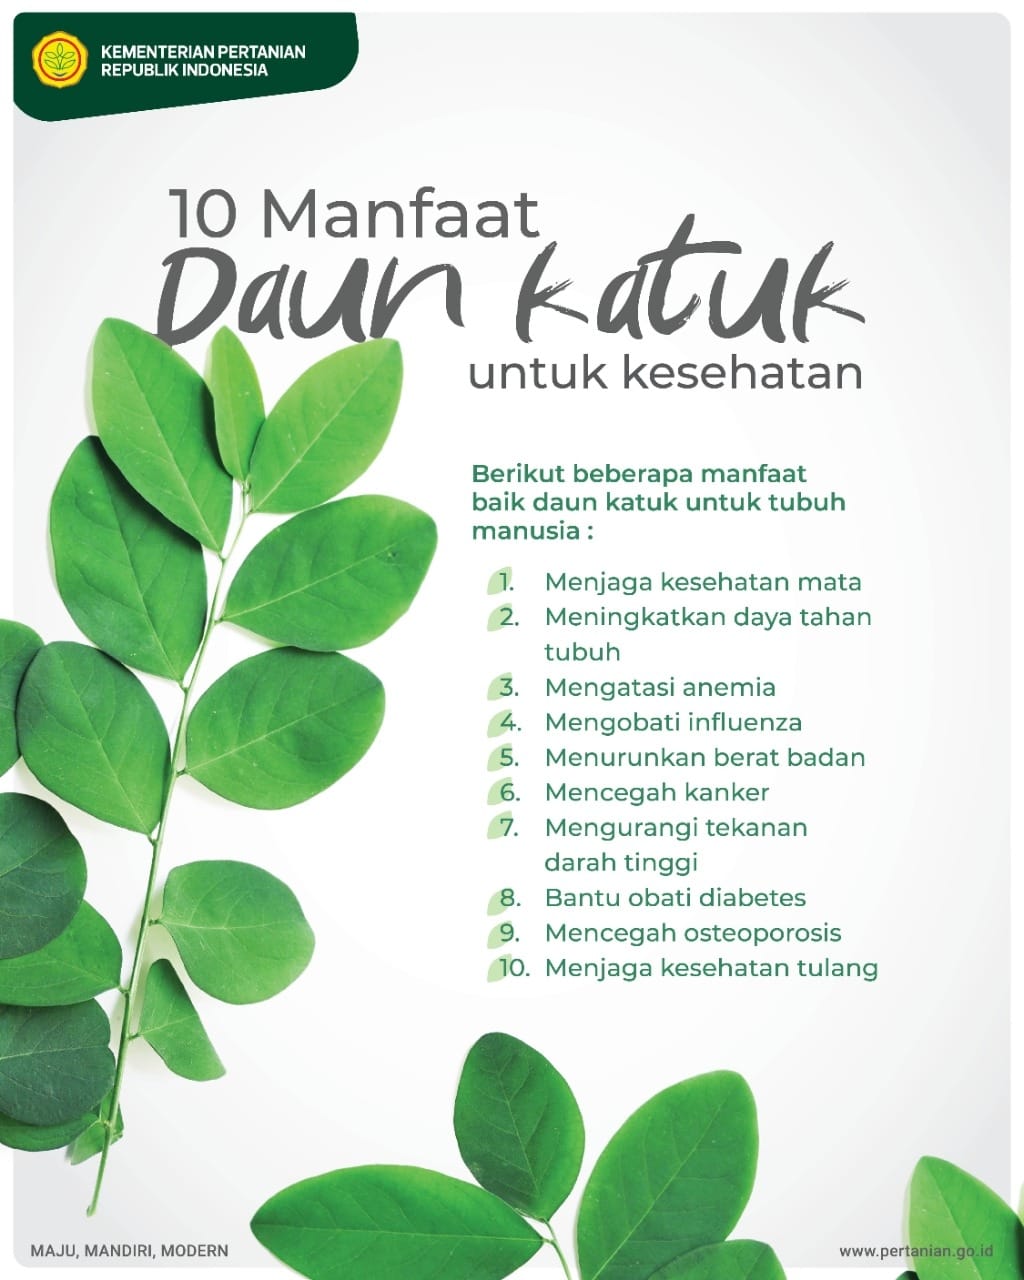 KEMENTERIAN PERTANIAN
REPUBLIK INDONESIA
10 Manfaat
Daun katuk
untuk kesehatan
Berikut beberapa manfaat
baik daun katuk untuk tubuh
manusia :
1. Menjaga kesehatan mata
2. Meningkatkan daya tahan
tubuh
3. Mengatasi anemia
4. Mengobati influenza
5. Menurunkan berat badan
6. Mencegah kanker
7. Mengurangi tekanan
darah tinggi
8. Bantu obati diabetes
9. Mencegah osteoporosis
10. Menjaga kesehatan tulang
MAJU, MANDIRI, MODERN
www.pertanian.go.id